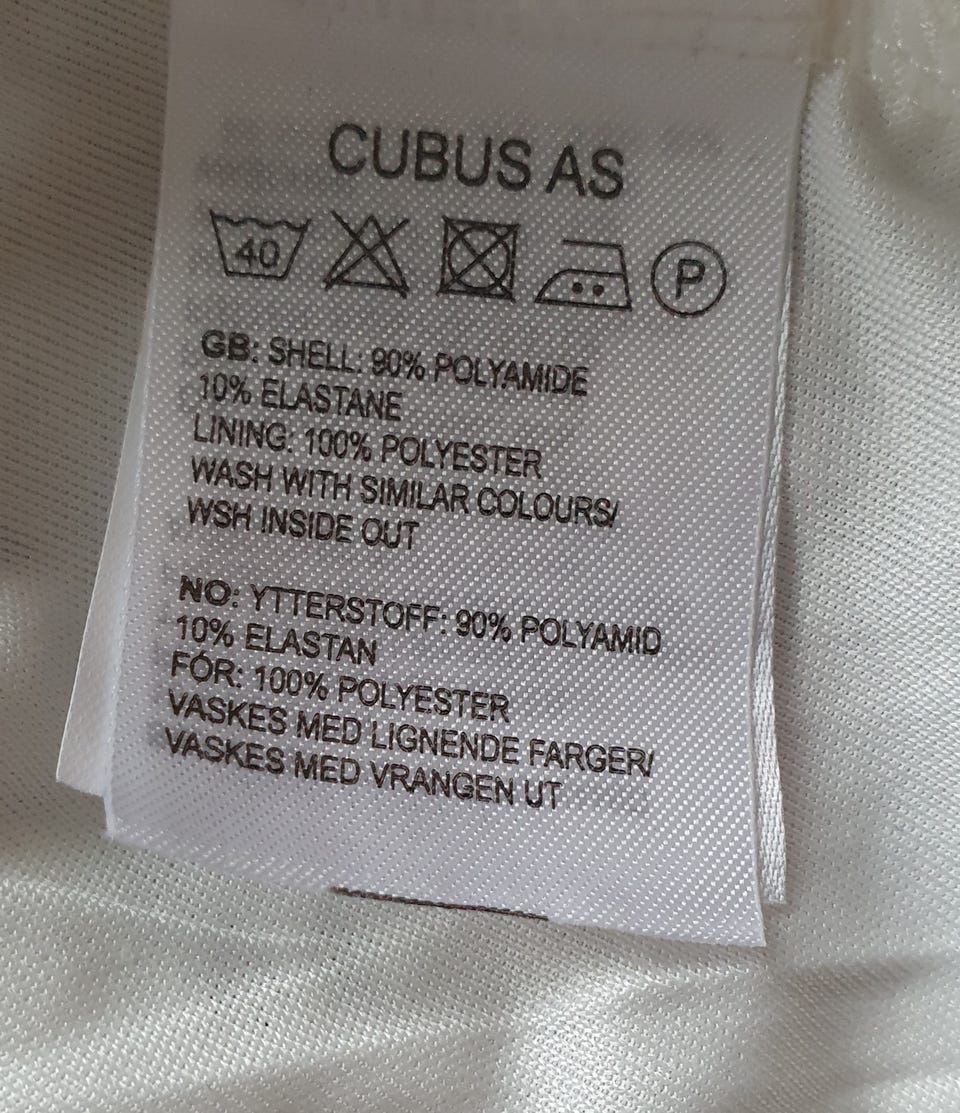 CUBUS AS
40 P
GB: SHELL: 90% POLYAMIDE
10% ELASTANE
LINING: 100% POLYESTER
WASH WITH SIMILAR COLOURS/
WSH INSIDE OUT
NO: YTTERSTOFF: 90% POLYAMID
10% ELASTAN
FÓR: 100% POLYESTER
VASKES MED LIGNENDE FARGER/
VASKES MED VRANGEN UT